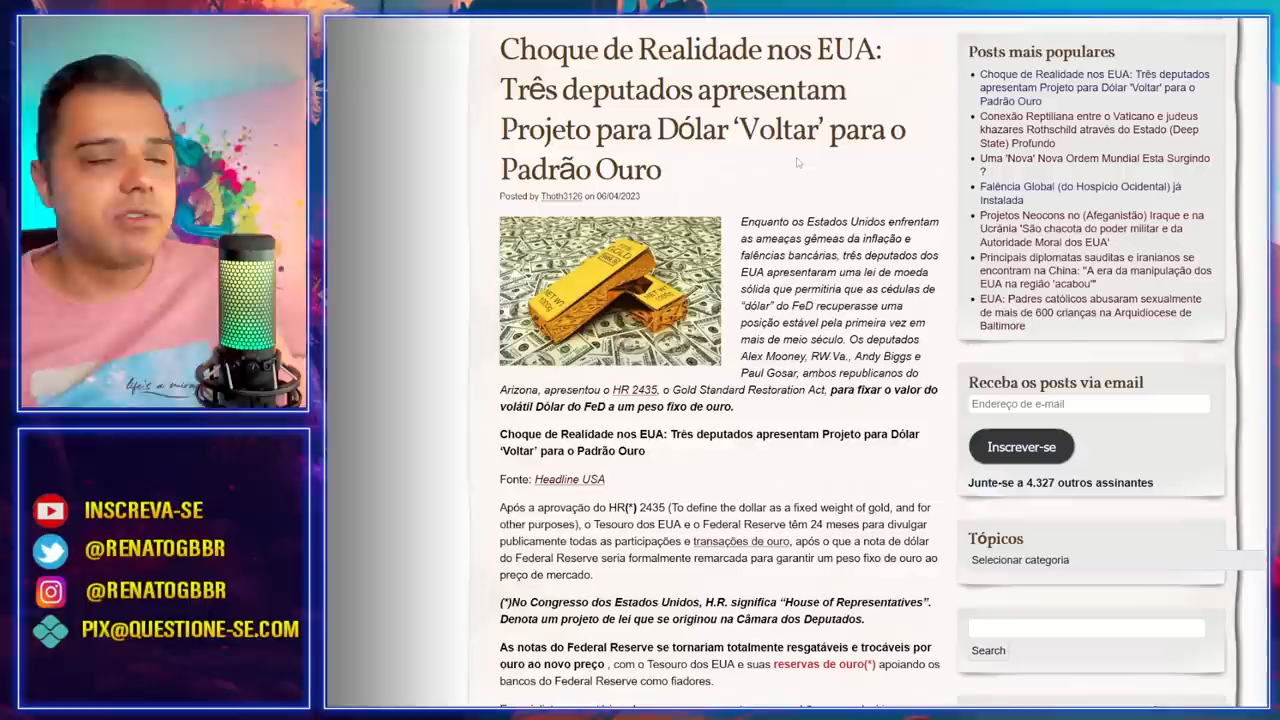 Choque de Realidade nos EUA:
Três deputados apresentam
Projeto para Dólar ‘Voltar’ para o
Padrão Ouro
Posted by Thoth3126 on 06/04/2023
Enquanto os Estados Unidos enfrentam
as ameaças gêmeas da inflação e
falências bancárias, três deputados dos
EUA apresentaram uma lei de moeda
sólida que permitiria que as cédulas de
“dólar” do FeD recuperasse uma
posição estável pela primeira vez em
mais de meio século. Os deputados
Alex Mooney, RW.Va., Andy Biggs e
Paul Gosar, ambos republicanos do
Arizona, apresentou o HR 2435, o Gold Standard Restoration Act, para fixar o valor do
volátil Dólar do FeD a um peso fixo de ouro.
Choque de Realidade nos EUA: Três deputados apresentam Projeto para Dólar
‘Voltar’ para o Padrão Ouro
Fonte: Headline USA
Após a aprovação do HR(*) 2435 (To define the dollar as a fixed weight of gold, and for
other purposes), o Tesouro dos EUA e o Federal Reserve têm 24 meses para divulgar
publicamente todas as participações e transações de ouro, após o que a nota de dólar
do Federal Reserve seria formalmente remarcada para garantir um peso fixo de ouro ao
preço de mercado.
(*)No Congresso dos Estados Unidos, H.R. significa “House of Representatives”.
Denota um projeto de lei que se originou na Câmara dos Deputados.
As notas do Federal Reserve se tornariam totalmente resgatáveis e trocáveis por
ouro ao novo preço , com o Tesouro dos EUA e suas reservas de ouro(*) apoiando os
bancos do Federal Reserve como fiadores.
Posts mais populares
Choque de Realidade nos EUA: Três deputados
apresentam Projeto para Dólar 'Voltar' para o
Padrão Ouro
Conexão Reptiliana entre o Vaticano e judeus
khazares Rothschild através do Estado (Deep
State) Profundo
Uma 'Nova' Nova Ordem Mundial Esta Surgindo
?
Falência Global (do Hospício Ocidental) já
Instalada
Projetos Neocons no (Afeganistão) Iraque e na
Ucrânia 'São chacota do poder militar e da
Autoridade Moral dos EUA'
Principais diplomatas sauditas e iranianos se
encontram na China: "A era da manipulação dos
EUA na região 'acabou'"
EUA: Padres católicos abusaram sexualmente
de mais de 600 crianças na Arquidiocese de
Baltimore
Receba os posts via email
Endereço de e-mail
Inscrever-se
Junte-se a 4.327 outros assinantes
Tópicos
Selecionar categoria
Search
life's a
INSCREVA-SE
@RENATOGBBR
@RENATOGBBR
PIX@QUESTIONE-SE.COM